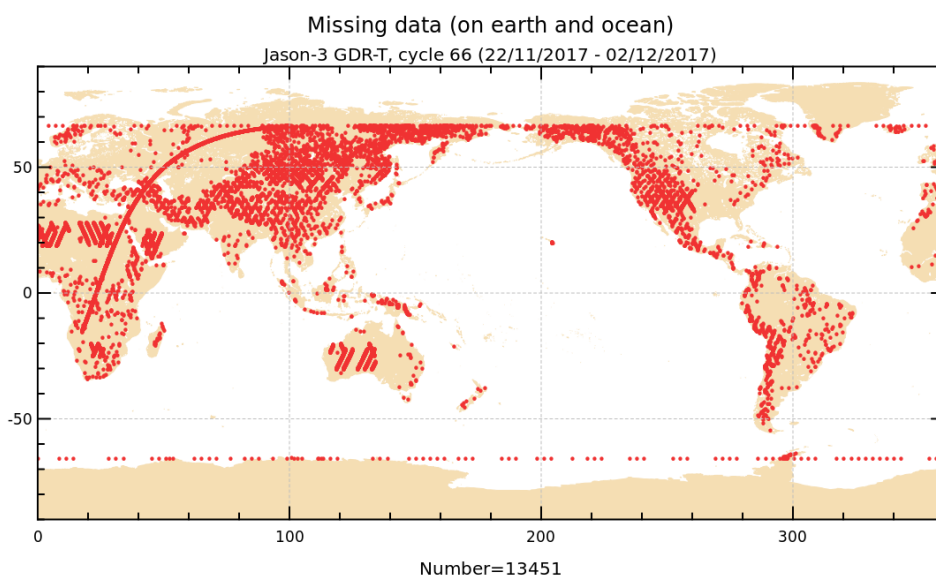 Missing data (on earth and ocean)
Jason-3 GDR-T, cycle 66 (22/11/2017 - 02/12/2017)
50
0
-50
0 100 200 300
Number=13451